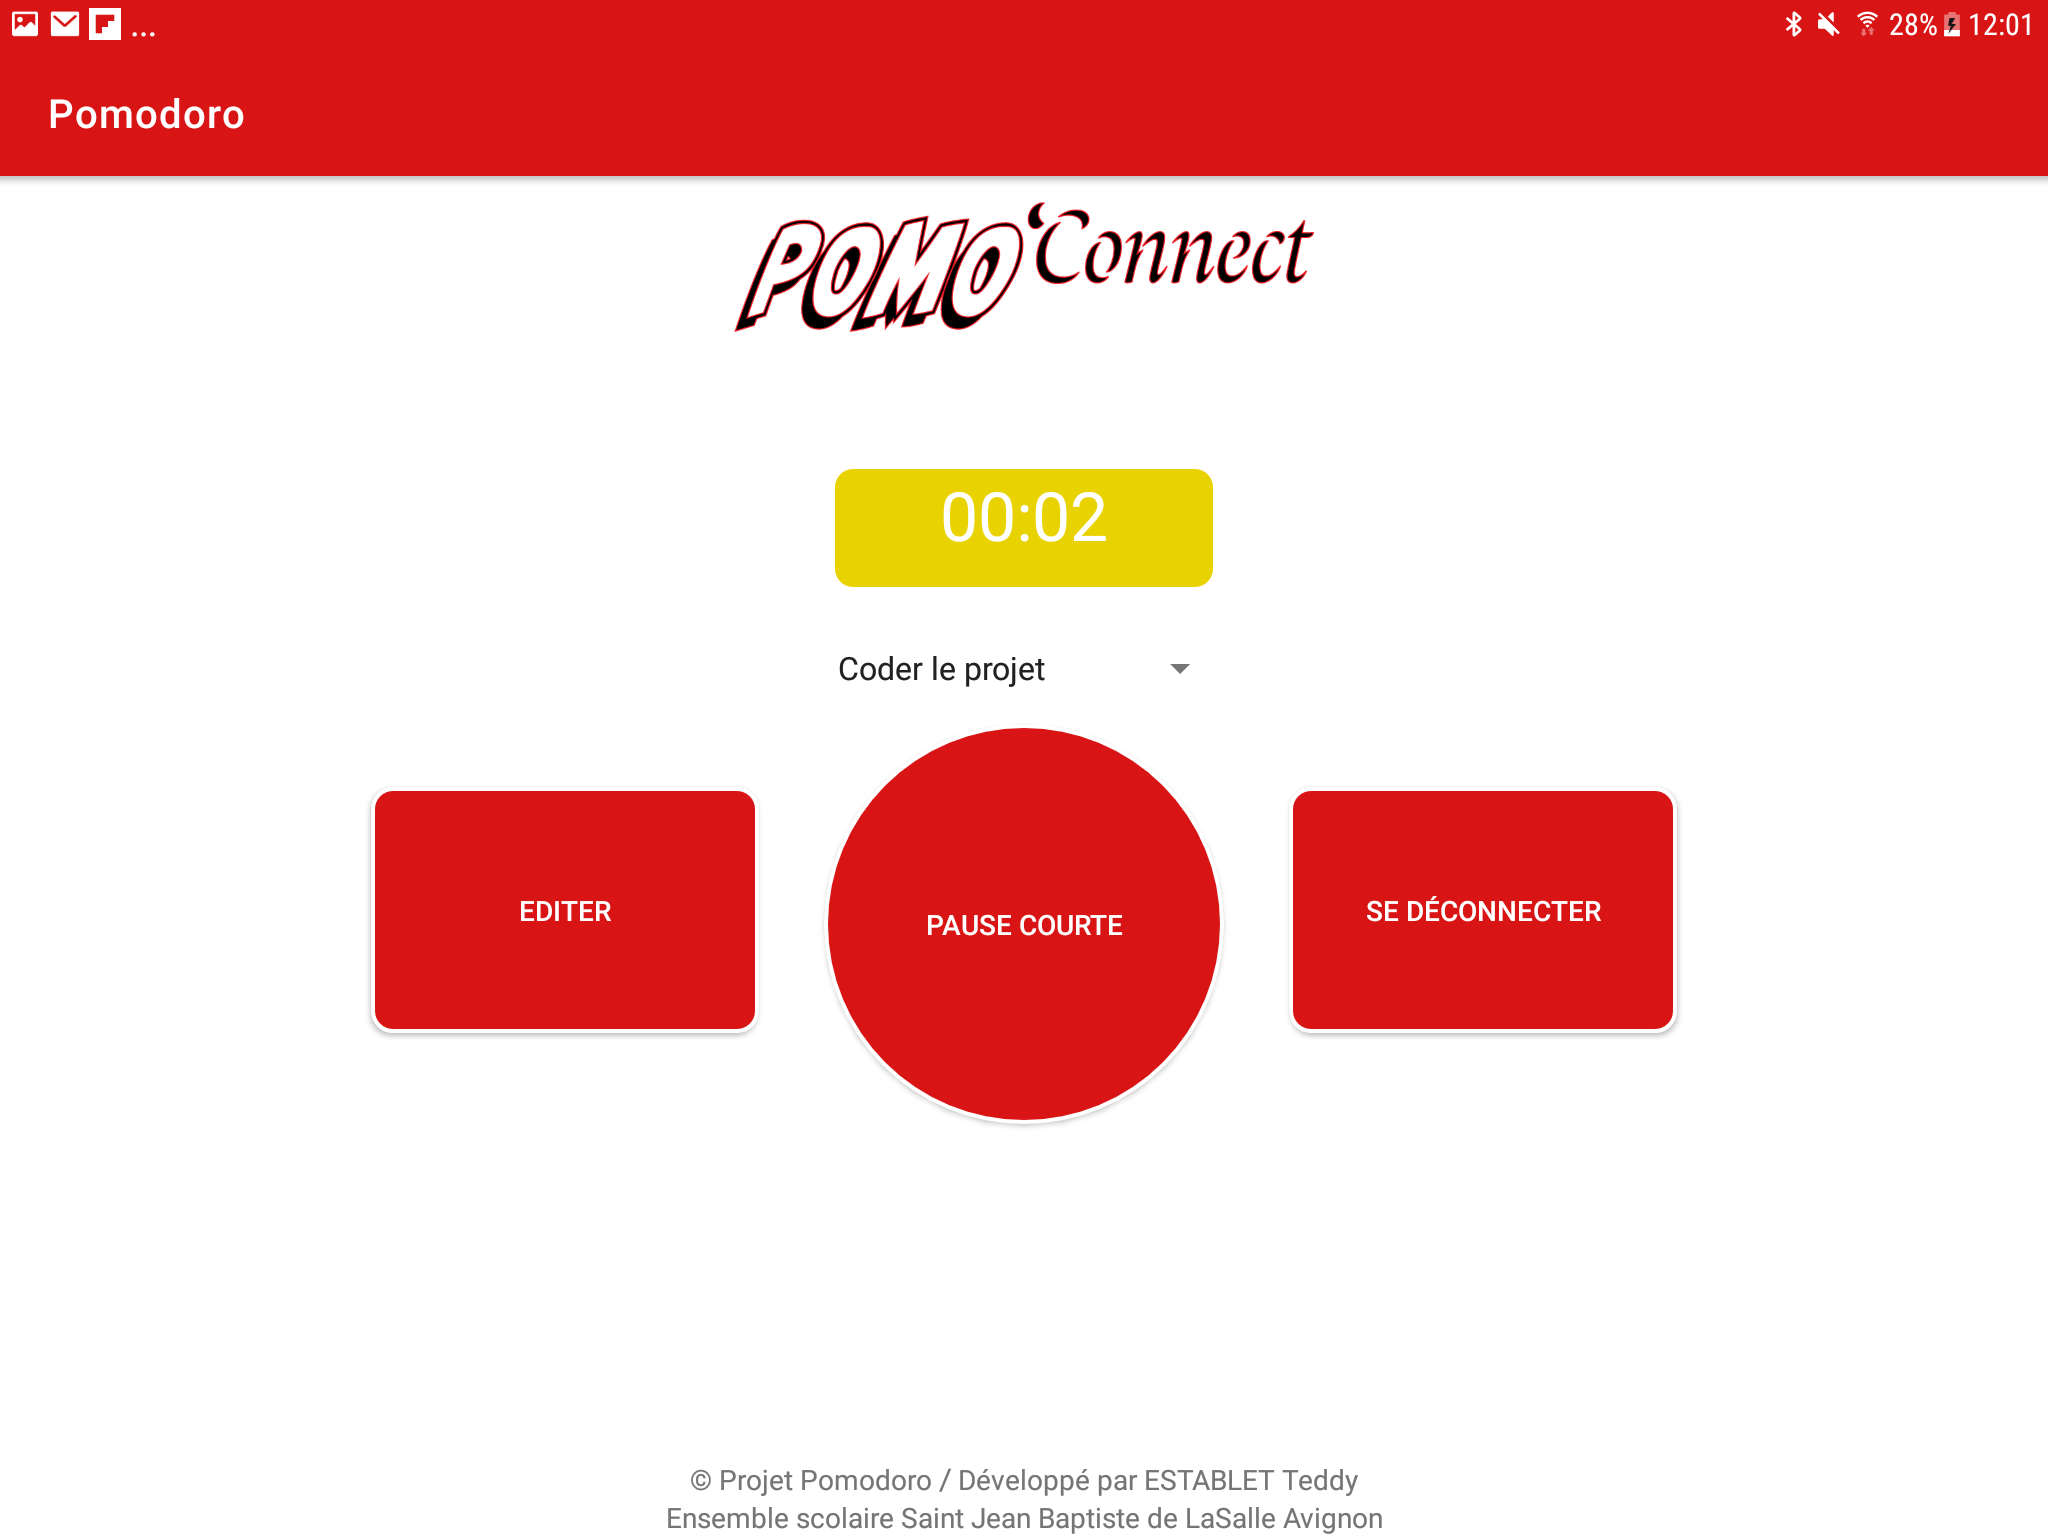 ... 28% 12:01
Pomodoro
POMO'Connect
00:02
Coder le projet
EDITER
PAUSE COURTE
SE DÉCONNECTER
© Projet Pomodoro / Développé par ESTABLET Teddy
Ensemble scolaire Saint Jean Baptiste de LaSalle Avignon